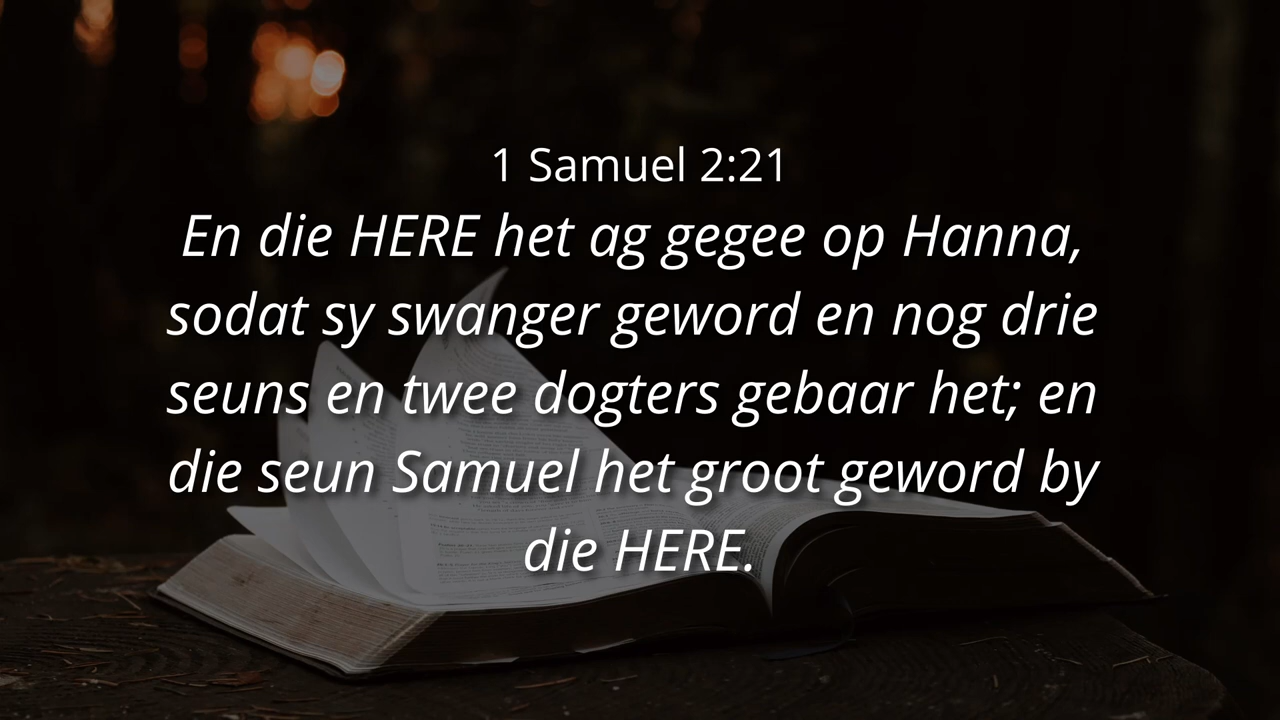 1 Samuel 2:21
En die HERE het ag gegee op Hanna,
sodat sy swanger geword en nog drie
seuns en twee dogters gebaar het; en
die seun Samuel het groot geword by
die HERE.